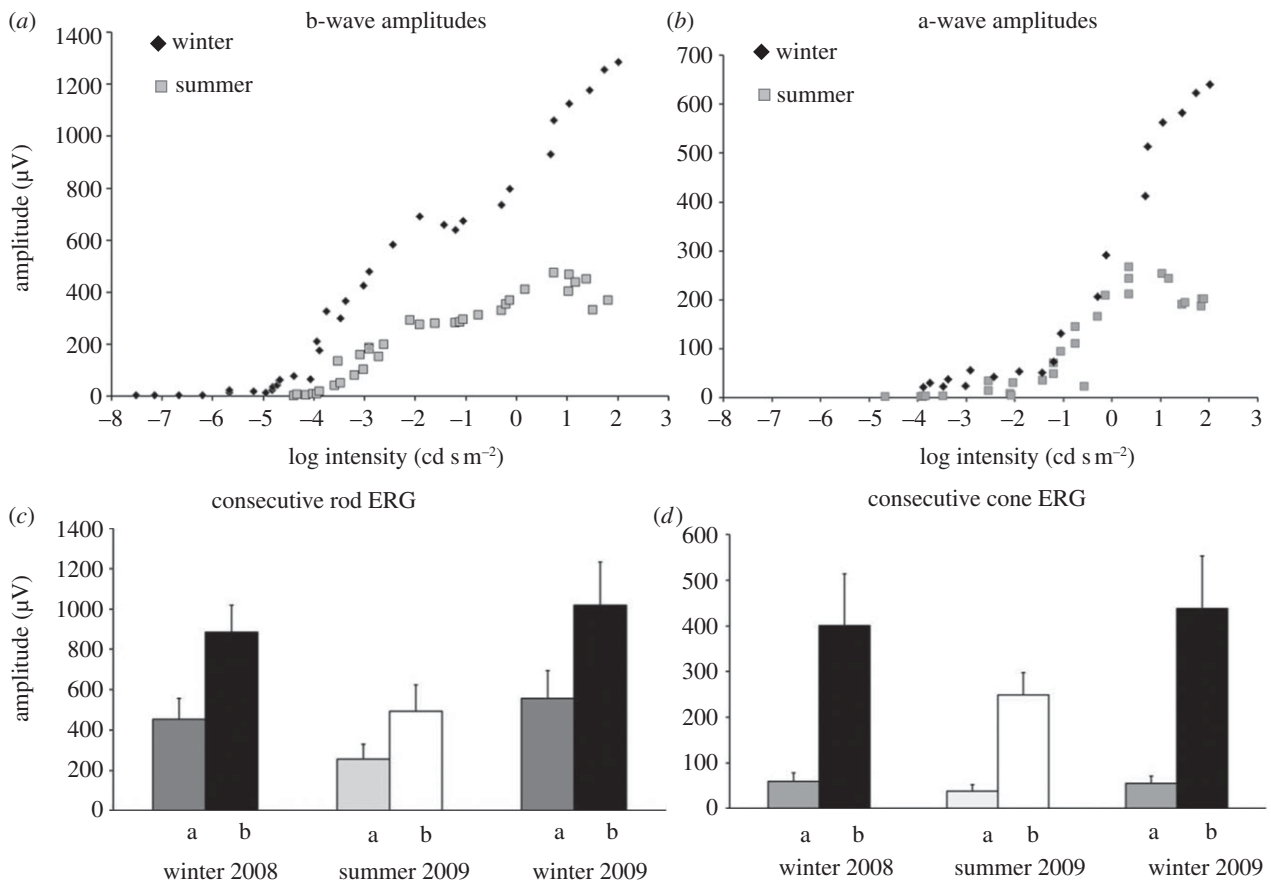 (a) b-wave amplitudes
1400
1200
1000
800
600
400
200
0
amplitude (µV)
winter
summer
–8 –7 –6 –5 –4 –3 –2 –1 0 1 2 3
log intensity (cd s m–2)
(b) a-wave amplitudes
700
600
500
400
300
200
100
0
winter
summer
–8 –7 –6 –5 –4 –3 –2 –1 0 1 2 3
log intensity (cd s m–2)
(c) consecutive rod ERG
1400
1200
1000
800
600
400
200
0
amplitude (µV)
a b a b a b
winter 2008 summer 2009 winter 2009
(d) consecutive cone ERG
600
500
400
300
200
100
0
a b a b a b
winter 2008 summer 2009 winter 2009